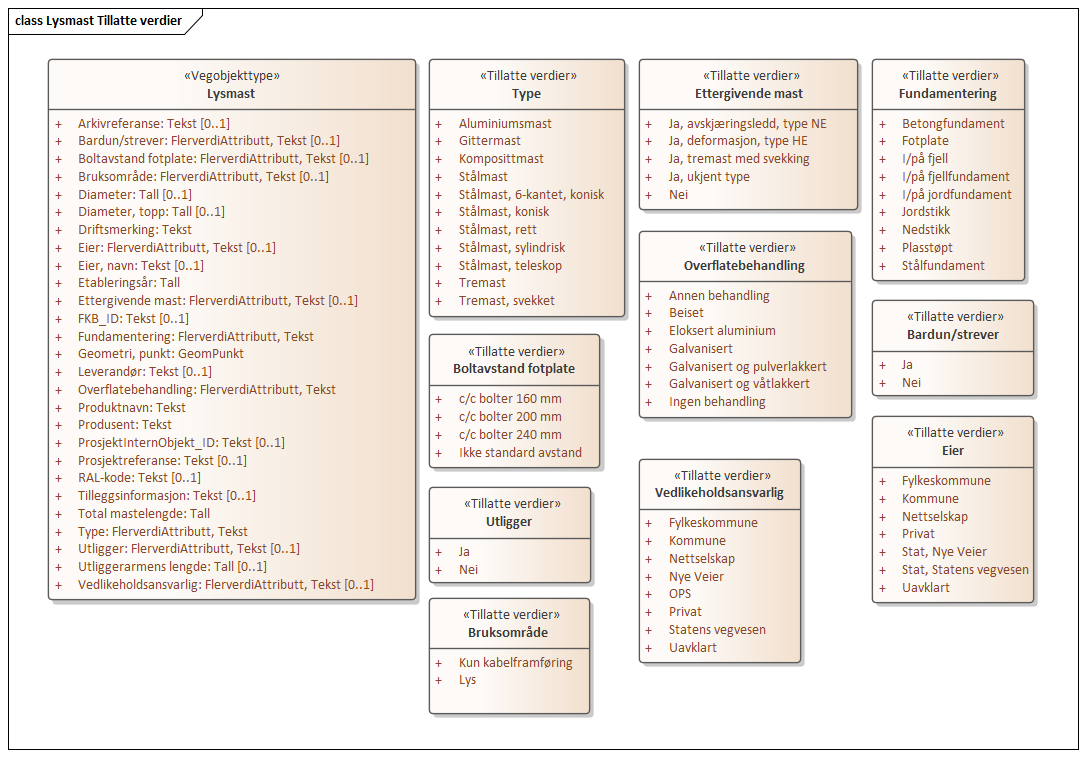 class Lysmast Tillatte verdier
«Vegobjekttype»
Lysmast
+ Arkivreferanse: Tekst [0..1]
+ Bardun/strever: FlerverdiAttributt, Tekst [0..1]
+ Boltavstand fotplate: FlerverdiAttributt, Tekst [0..1]
+ Bruksområde: FlerverdiAttributt, Tekst [0..1]
+ Diameter: Tall [0..1]
+ Diameter, topp: Tall [0..1]
+ Driftsmerking: Tekst
+ Eier: FlerverdiAttributt, Tekst [0..1]
+ Eier, navn: Tekst [0..1]
+ Etableringsår: Tall
+ Ettergivende mast: FlerverdiAttributt, Tekst [0..1]
+ FKB_ID: Tekst [0..1]
+ Fundamentering: FlerverdiAttributt, Tekst
+ Geometri, punkt: GeomPunkt
+ Leverandør: Tekst [0..1]
+ Overflatebehandling: FlerverdiAttributt, Tekst
+ Produktnavn: Tekst
+ Produsent: Tekst
+ ProsjektInternObjekt_ID: Tekst [0..1]
+ Prosjektreferanse: Tekst [0..1]
+ RAL-kode: Tekst [0..1]
+ Tilleggsinformasjon: Tekst [0..1]
+ Total mastelengde: Tall
+ Type: FlerverdiAttributt, Tekst
+ Utligger: FlerverdiAttributt, Tekst [0..1]
+ Utliggerarmens lengde: Tall [0..1]
+ Vedlikeholdsansvarlig: FlerverdiAttributt, Tekst [0..1]
«Tillatte verdier»
Type
+ Aluminiumsmast
+ Gittermast
+ Komposittmast
+ Stålmast
+ Stålmast, 6-kantet, konisk
+ Stålmast, konisk
+ Stålmast, rett
+ Stålmast, sylindrisk
+ Stålmast, teleskop
+ Tremast
+ Tremast, svekket
«Tillatte verdier»
Boltavstand fotplate
+ c/c bolter 160 mm
+ c/c bolter 200 mm
+ c/c bolter 240 mm
+ Ikke standard avstand
«Tillatte verdier»
Utligger
+ Ja
+ Nei
«Tillatte verdier»
Bruksområde
+ Kun kabelframføring
+ Lys
«Tillatte verdier»
Ettergivende mast
+ Ja, avskjæringsledd, type NE
+ Ja, deformasjon, type HE
+ Ja, tremast med svekking
+ Ja, ukjent type
+ Nei
«Tillatte verdier»
Overflatebehandling
+ Annen behandling
+ Beiset
+ Eloksert aluminium
+ Galvanisert
+ Galvanisert og pulverlakkert
+ Galvanisert og våtlakkert
+ Ingen behandling
«Tillatte verdier»
Vedlikeholdsansvarlig
+ Fylkeskommune
+ Kommune
+ Nettselskap
+ Nye Veier
+ OPS
+ Privat
+ Statens vegvesen
+ Uavklart
«Tillatte verdier»
Fundamentering
+ Betongfundament
+ Fotplate
+ I/på fjell
+ I/på fjellfundament
+ I/på jordfundament
+ Jordstikk
+ Nedstikk
+ Plasstøpt
+ Stålfundament
«Tillatte verdier»
Bardun/strever
+ Ja
+ Nei
«Tillatte verdier»
Eier
+ Fylkeskommune
+ Kommune
+ Nettselskap
+ Privat
+ Stat, Nye Veier
+ Stat, Statens vegvesen
+ Uavklart